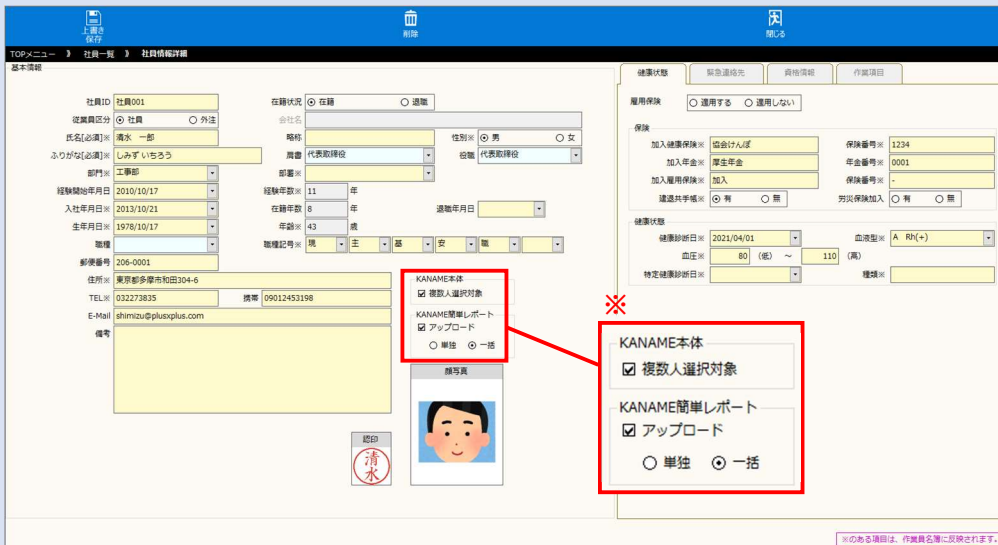 上書き
保存
削除
閉じる
TOPメニュー 》 社員一覧 》 社員情報詳細
基本情報
社員ID 社員001 在籍状況 在籍 退職
従業員区分 社員 外注 会社名
氏名[必須]※ 清水 一郎 略称 性別※ 男 女
ふりがな[必須]※ しみず いちろう 肩書 代表取締役 役職 代表取締役
部門※ 工事部 部署※
経験開始年月日 2010/10/17 経験年数※ 11 年
入社年月日※ 2013/10/21 在籍年数 8 年 退職年月日
生年月日※ 1978/10/17 年齢※ 43 歳
職種 職種記号※ 現 主 基 安 職
郵便番号 206-0001
住所※ 東京都多摩市和田304-6
TEL※ 032273835 携帯 09012453198
E-Mail shimizu@plusxplus.com
備考
KANAME本体
複数人選択対象
KANAME簡単レポート
アップロード
単独 一括
顔写真
認印
清水
健康状態 緊急連絡先 資格情報 作業項目
雇用保険 適用する 適用しない
保険
加入健康保険※ 協会けんぽ 保険番号※ 1234
加入年金※ 厚生年金 年金番号※ 0001
加入雇用保険※ 加入 保険番号※ -
建退共手帳※ 有 無 労災保険加入 有 無
健康状態
健康診断日※ 2021/04/01 血液型※ A Rh(+)
血圧※ 80 (低) ～ 110 (高)
特定健康診断日※ 種類※
※
KANAME本体
複数人選択対象
KANAME簡単レポート
アップロード
単独 一括
※のある項目は、作業員名簿に反映されます。